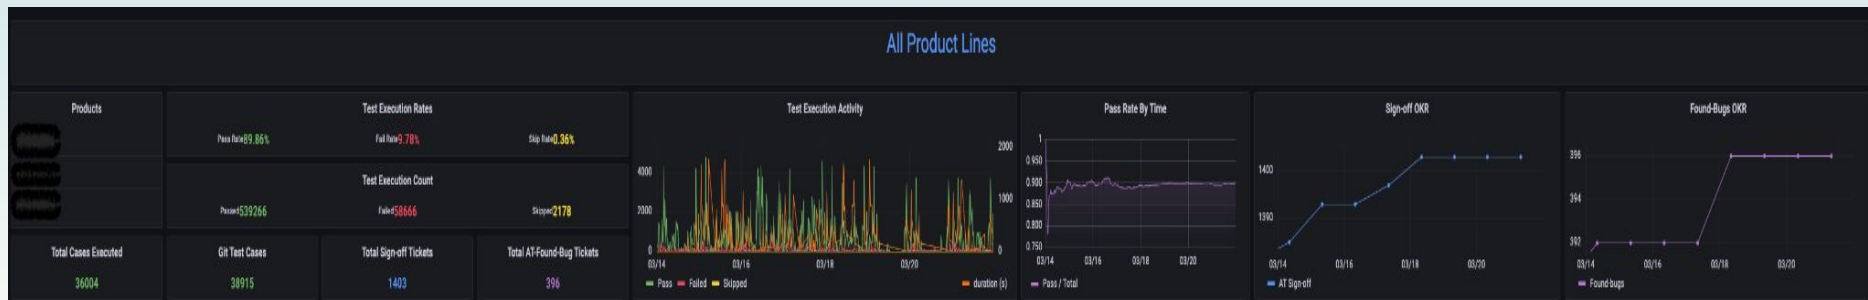 All Product Lines
Products
Test Execution Rates
Pass Rate 89.86% Fail Rate 9.78% Skip Rate 0.36%
Test Execution Count
Passed 539266 Failed 58666 Skipped 2178
Total Cases Executed
36004
Git Test Cases
38915
Total Sign-off Tickets
1403
Total AT-Found-Bug Tickets
396
Test Execution Activity
4000
2000
0
2000
1000
0
03/14 03/16 03/18 03/20
Pass Failed Skipped duration (s)
Pass Rate By Time
1
0.950
0.900
0.850
0.800
0.750
03/14 03/16 03/18 03/20
Pass / Total
Sign-off OKR
1400
1390
03/14 03/16 03/18 03/20
AT Sign-off
Found-Bugs OKR
396
394
392
03/14 03/16 03/18 03/20
Found-bugs